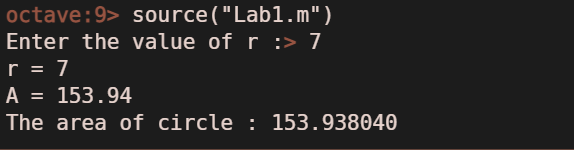 octave:9> source("Lab1.m")
Enter the value of r :> 7
r = 7
A = 153.94
The area of circle : 153.938040